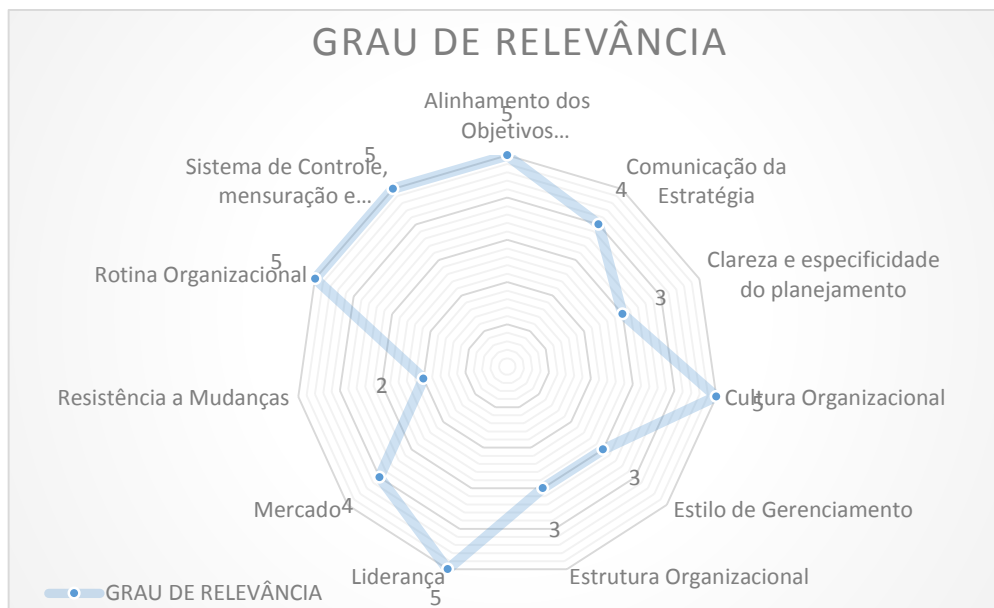 GRAU DE RELEVÂNCIA
Alinhamento dos
Objetivos...
5
Comunicação da
Estratégia
4
Clareza e especificidade
do planejamento
3
Cultura Organizacional
5
Estilo de Gerenciamento
3
Estrutura Organizacional
3
Liderança
5
Mercado
4
Resistência a Mudanças
2
Rotina Organizacional
5
Sistema de Controle,
mensuração e...
5
GRAU DE RELEVÂNCIA